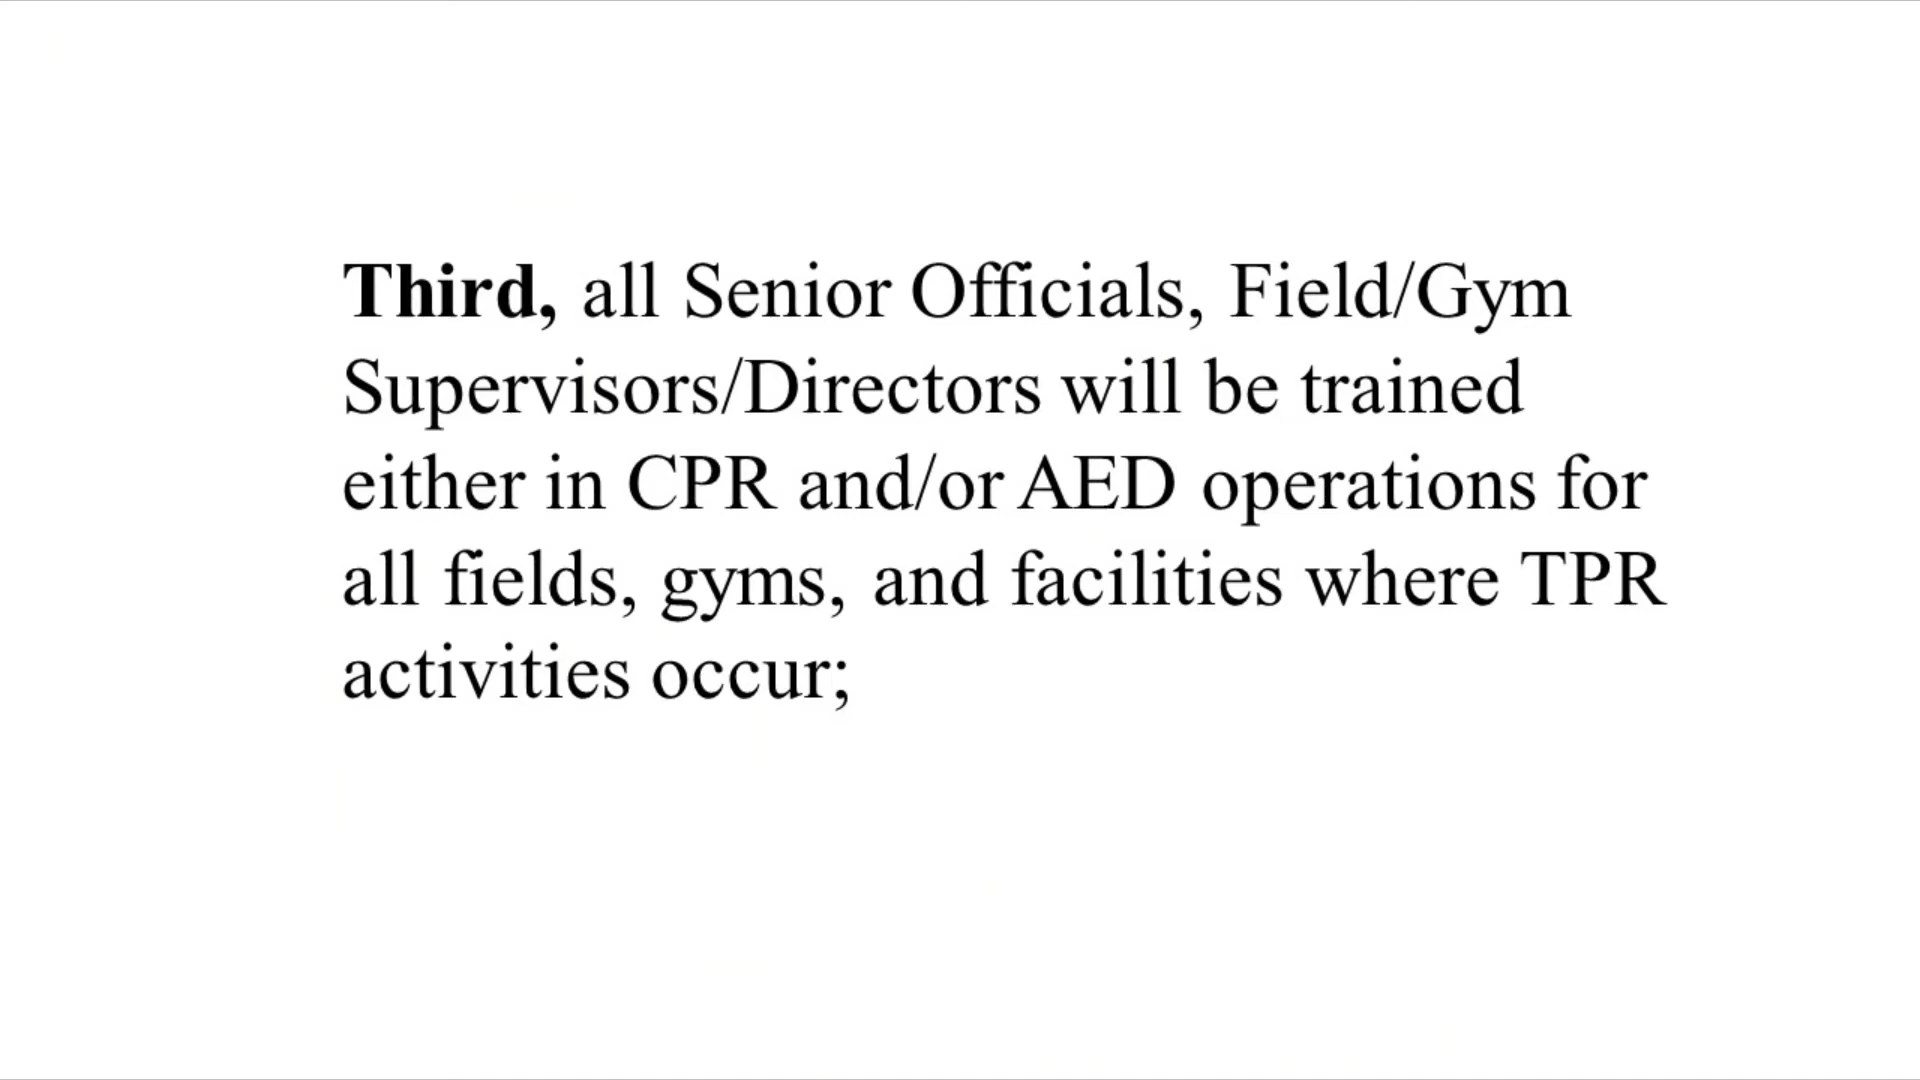 Third, all Senior Officials, Field/Gym
Supervisors/Directors will be trained
either in CPR and/or AED operations for
all fields, gyms, and facilities where TPR
activities occur;